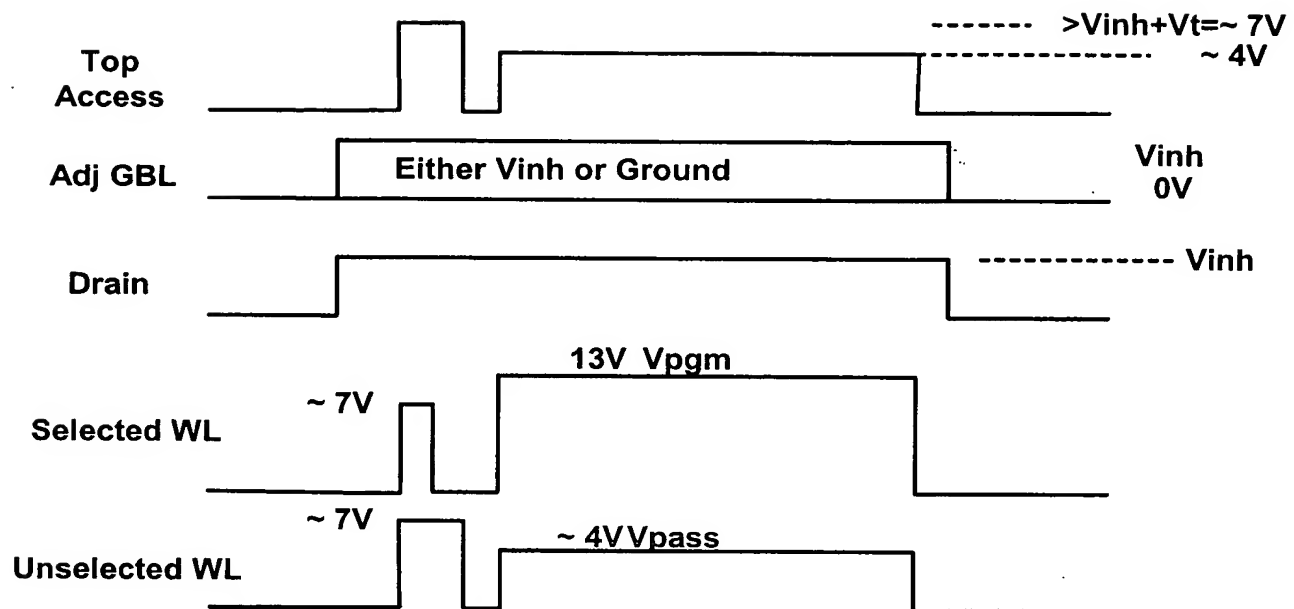 >Vinh+Vt=~ 7V
~ 4V
Top
Access
Adj GBL
Either Vinh or Ground
Vinh
0V
Drain
Vinh
13V Vpgm
~ 7V
Selected WL
~ 7V
~ 4V Vpass
Unselected WL